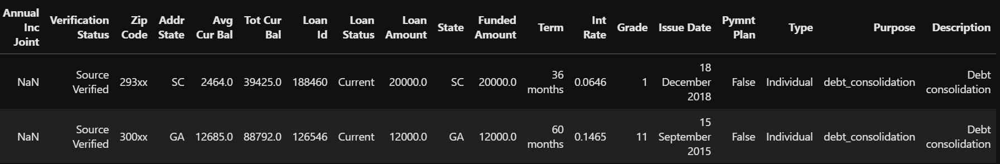 Annual Inc Joint Verification Status Zip Code Addr State Avg Cur Bal Tot Cur Bal Loan Id Loan Status Loan Amount State Funded Amount Term Int Rate Grade Issue Date Pymnt Plan Type Purpose Description
NaN Source Verified 293xx SC 2464.0 39425.0 188460 Current 20000.0 SC 20000.0 36 months 0.0646 1 18 December 2018 False Individual debt_consolidation Debt consolidation
NaN Source Verified 300xx GA 12685.0 88792.0 126546 Current 12000.0 GA 12000.0 60 months 0.1465 11 15 September 2015 False Individual debt_consolidation Debt consolidation